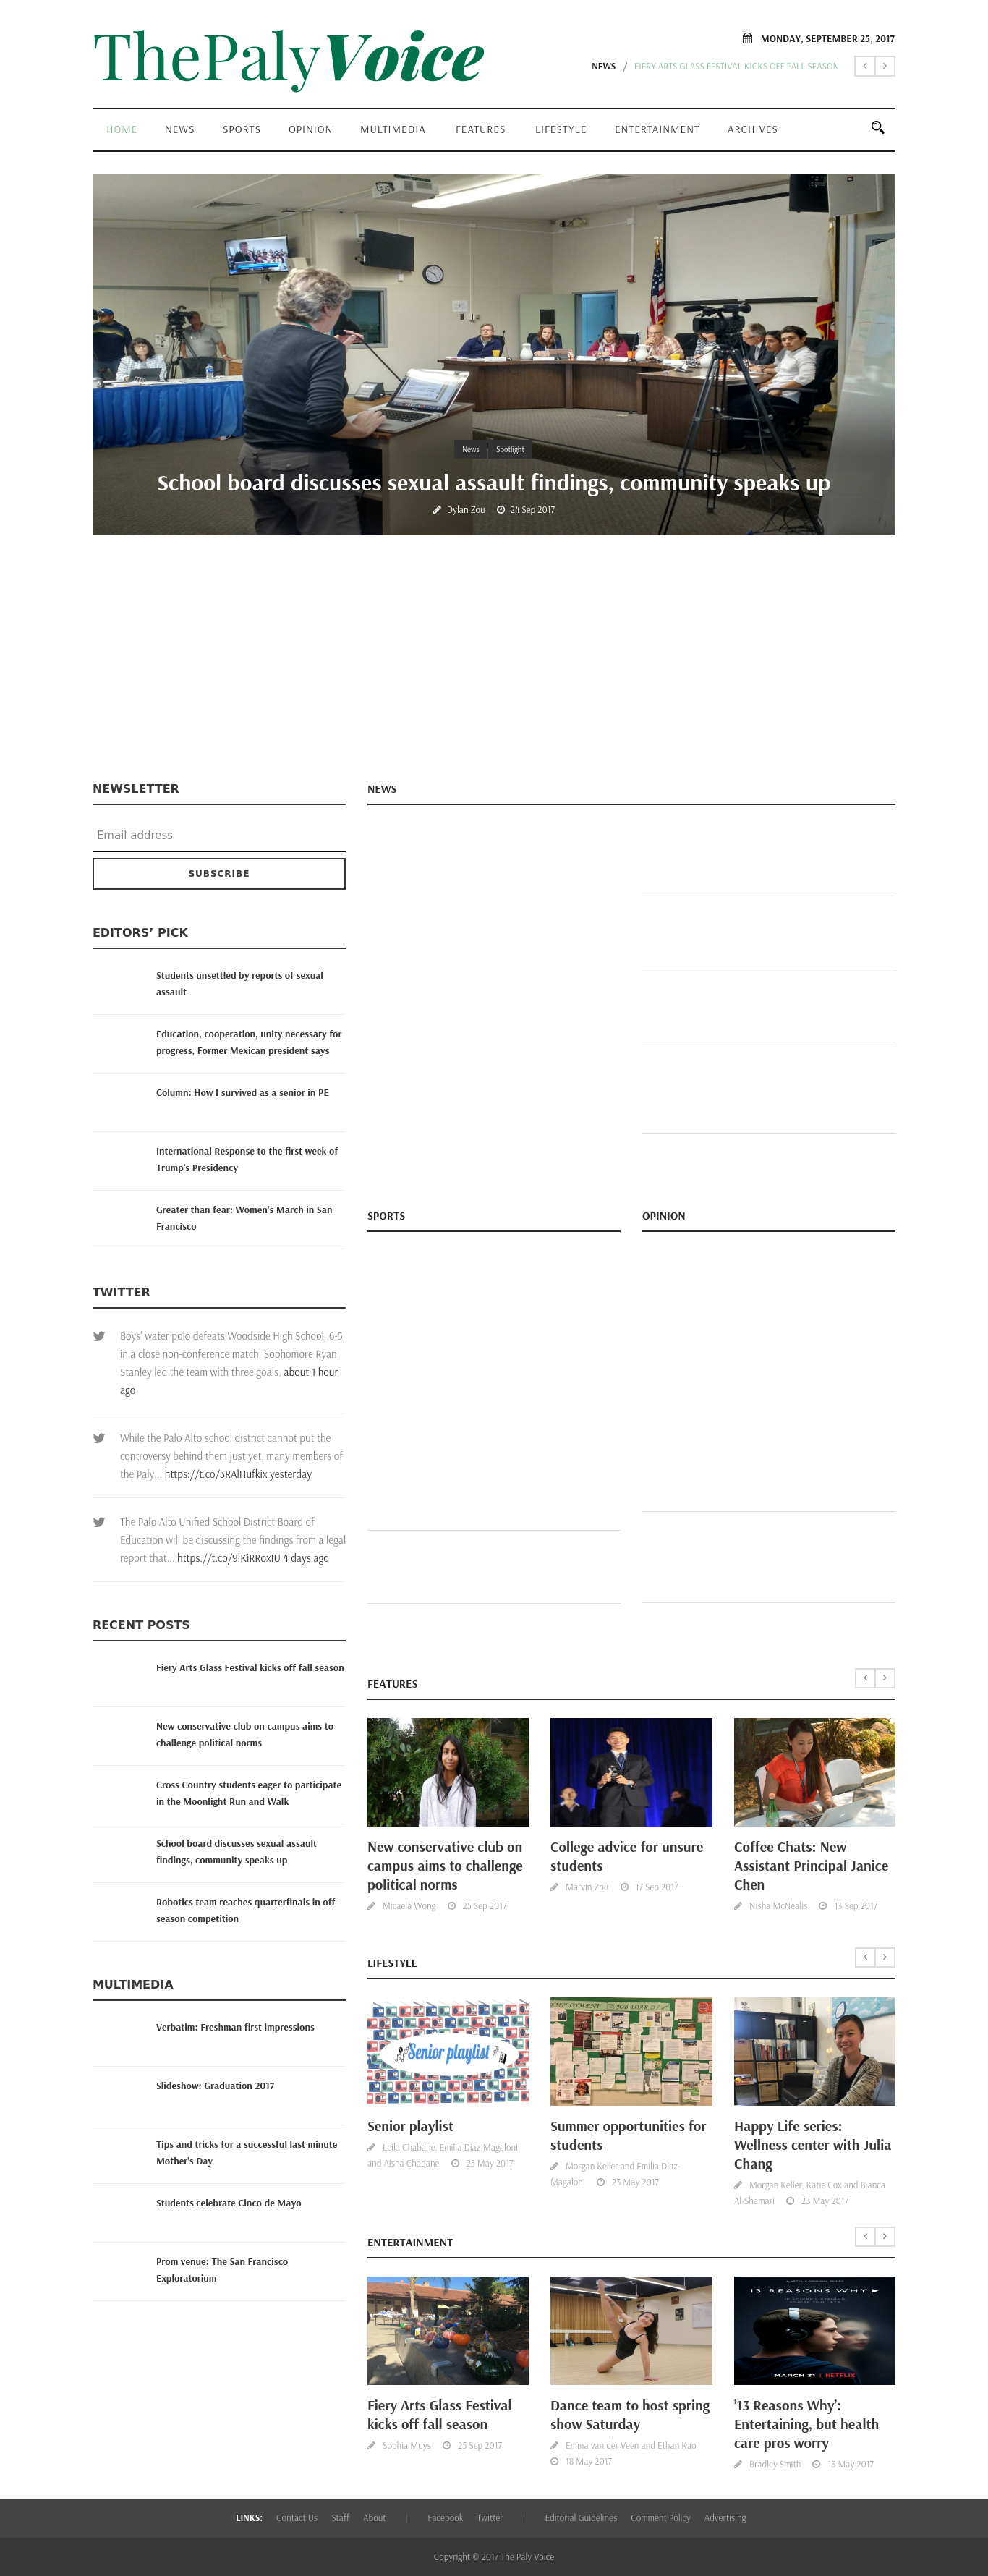 ThePalyVoice
MONDAY, SEPTEMBER 25, 2017
NEWS / FIERY ARTS GLASS FESTIVAL KICKS OFF FALL SEASON
HOME NEWS SPORTS OPINION MULTIMEDIA FEATURES LIFESTYLE ENTERTAINMENT ARCHIVES
News Spotlight
School board discusses sexual assault findings, community speaks up
Dylan Zou 24 Sep 2017
NEWSLETTER
Email address
SUBSCRIBE
EDITORS’ PICK
Students unsettled by reports of sexual
assault
Education, cooperation, unity necessary for
progress, Former Mexican president says
Column: How I survived as a senior in PE
International Response to the first week of
Trump’s Presidency
Greater than fear: Women’s March in San
Francisco
TWITTER
Boys’ water polo defeats Woodside High School, 6-5,
in a close non-conference match. Sophomore Ryan
Stanley led the team with three goals. about 1 hour
ago
While the Palo Alto school district cannot put the
controversy behind them just yet, many members of
the Paly... https://t.co/3RAlHufkix yesterday
The Palo Alto Unified School District Board of
Education will be discussing the findings from a legal
report that... https://t.co/9lKiRRoxIU 4 days ago
RECENT POSTS
Fiery Arts Glass Festival kicks off fall season
New conservative club on campus aims to
challenge political norms
Cross Country students eager to participate
in the Moonlight Run and Walk
School board discusses sexual assault
findings, community speaks up
Robotics team reaches quarterfinals in off-
season competition
MULTIMEDIA
Verbatim: Freshman first impressions
Slideshow: Graduation 2017
Tips and tricks for a successful last minute
Mother’s Day
Students celebrate Cinco de Mayo
Prom venue: The San Francisco
Exploratorium
NEWS
SPORTS
OPINION
FEATURES
New conservative club on
campus aims to challenge
political norms
Micaela Wong 25 Sep 2017
College advice for unsure
students
Marvin Zou 17 Sep 2017
Coffee Chats: New
Assistant Principal Janice
Chen
Nisha McNealis 13 Sep 2017
LIFESTYLE
Senior playlist
Senior playlist
Leila Chabane, Emilia Diaz-Magaloni
and Aisha Chabane 25 May 2017
EMPLOYMENT JOB BOARD
Summer opportunities for
students
Morgan Keller and Emilia Diaz-
Magaloni 23 May 2017
Happy Life series:
Wellness center with Julia
Chang
Morgan Keller, Katie Cox and Bianca
Al-Shamari 23 May 2017
ENTERTAINMENT
Fiery Arts Glass Festival
kicks off fall season
Sophia Muys 25 Sep 2017
Dance team to host spring
show Saturday
Emma van der Veen and Ethan Kao
18 May 2017
13 REASONS WHY
MARCH 31 | NETFLIX
’13 Reasons Why’:
Entertaining, but health
care pros worry
Bradley Smith 13 May 2017
LINKS: Contact Us Staff About | Facebook Twitter | Editorial Guidelines Comment Policy Advertising
Copyright © 2017 The Paly Voice